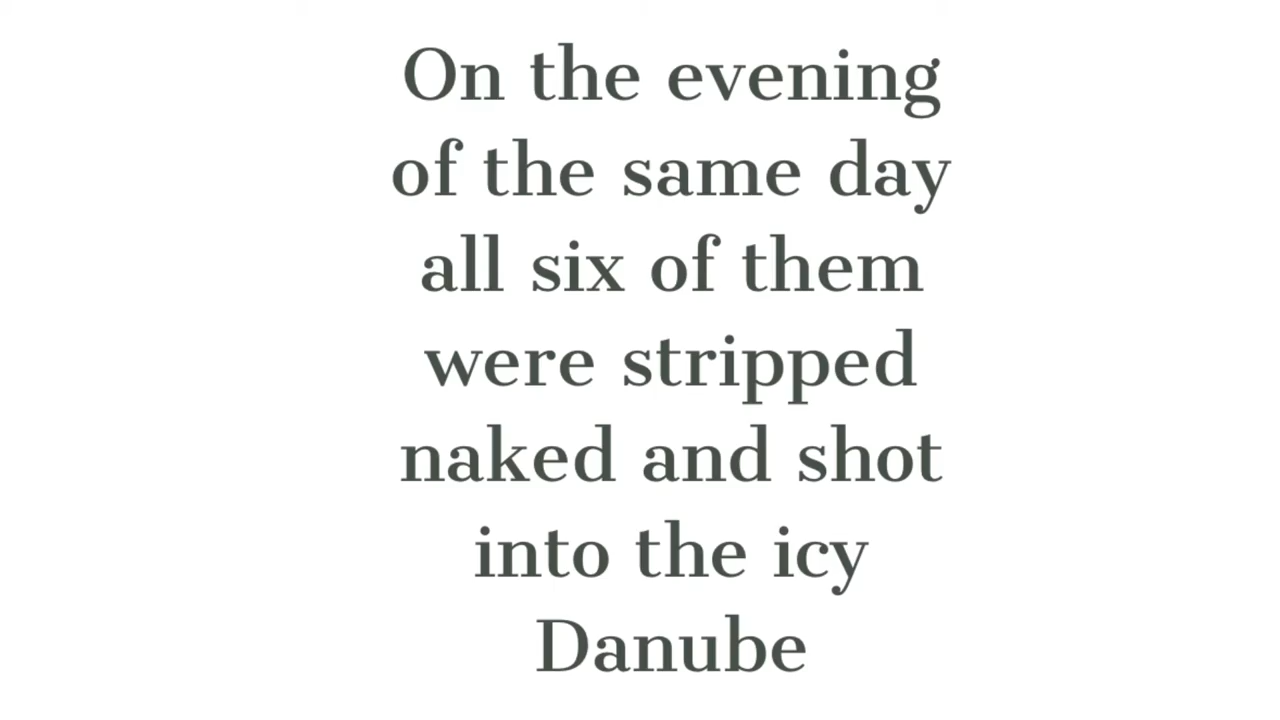 On the evening
of the same day
all six of them
were stripped
naked and shot
into the icy
Danube